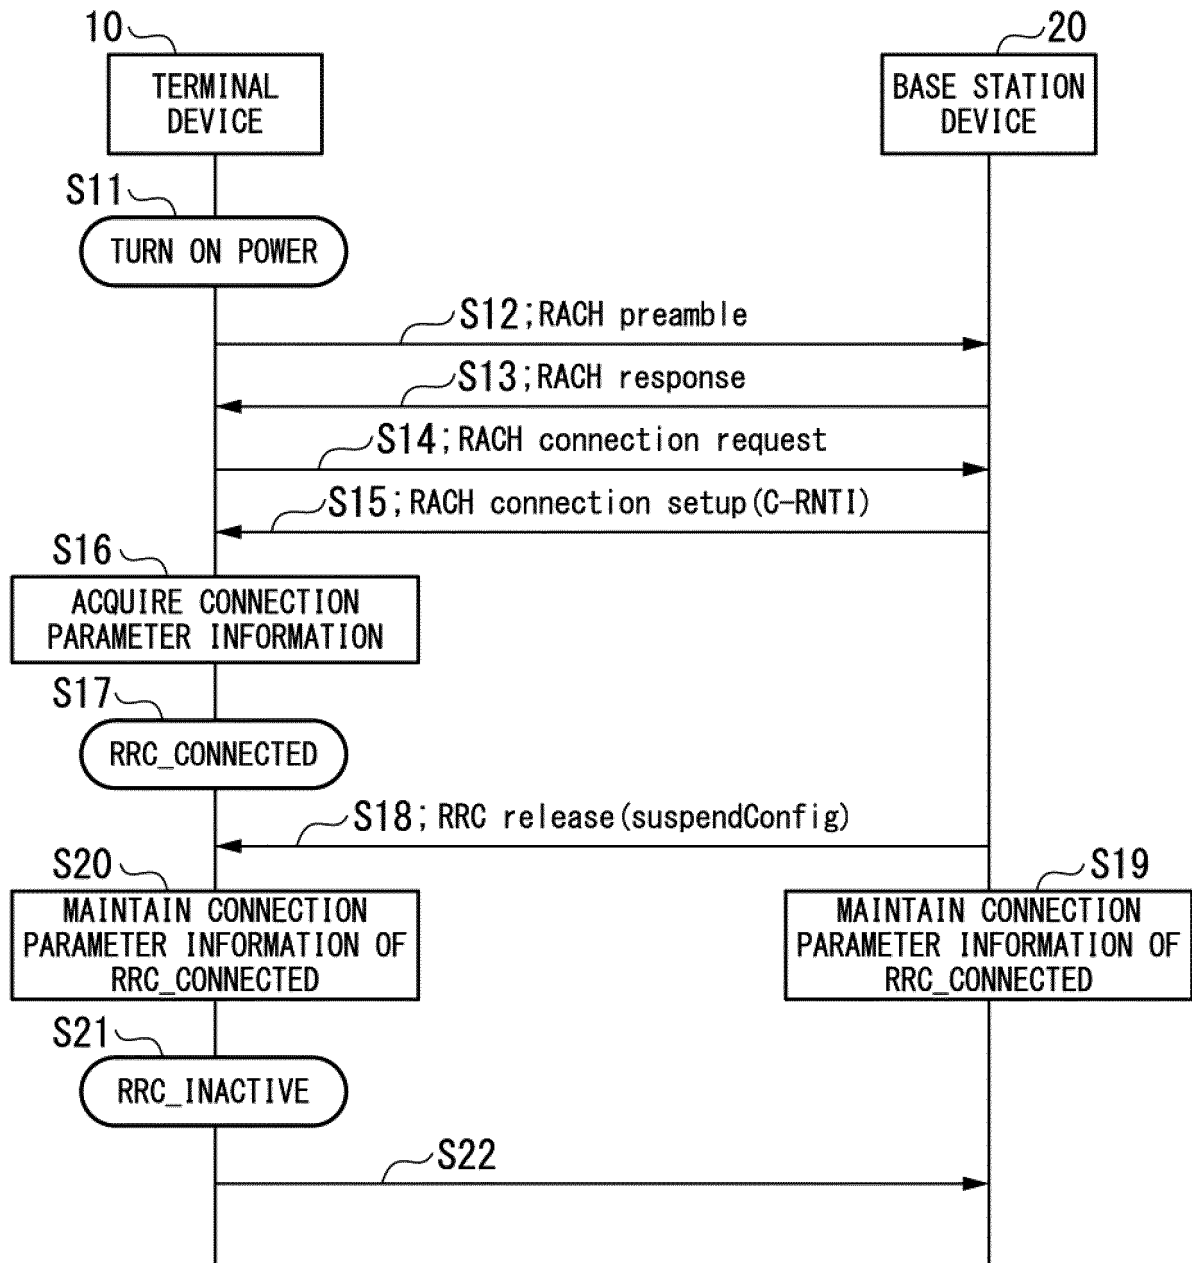 10
20
TERMINAL
DEVICE
BASE STATION
DEVICE
S11
TURN ON POWER
S12;RACH preamble
S13;RACH response
S14;RACH connection request
S15;RACH connection setup(C-RNTI)
S16
ACQUIRE CONNECTION
PARAMETER INFORMATION
S17
RRC_CONNECTED
S18;RRC release(suspendConfig)
S20
MAINTAIN CONNECTION
PARAMETER INFORMATION OF
RRC_CONNECTED
S19
MAINTAIN CONNECTION
PARAMETER INFORMATION OF
RRC_CONNECTED
S21
RRC_INACTIVE
S22